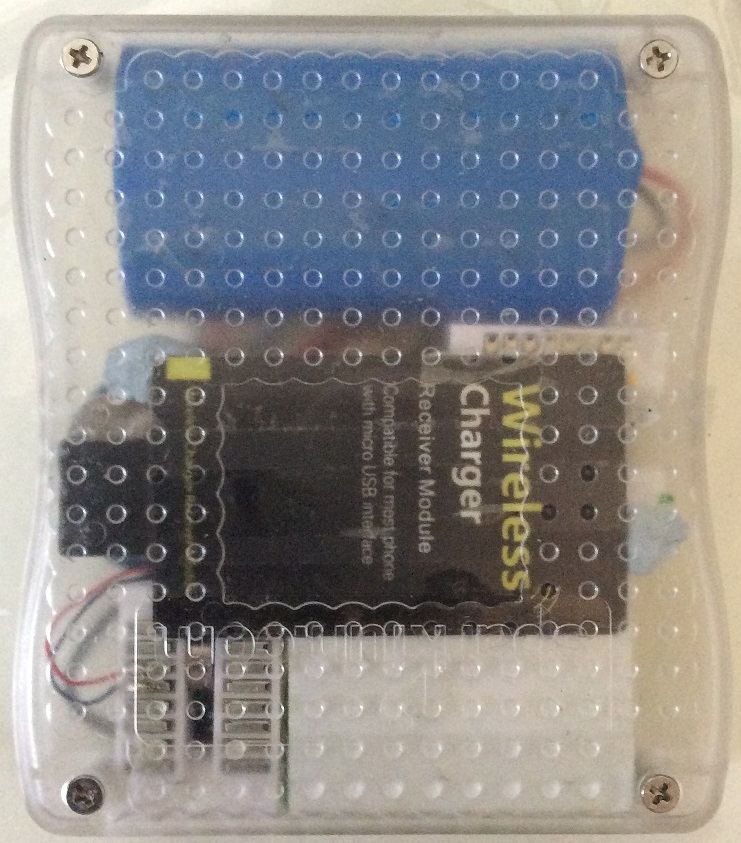 Wireless
Charger
Receiver Module
Compatible for most phone
with micro USB interface